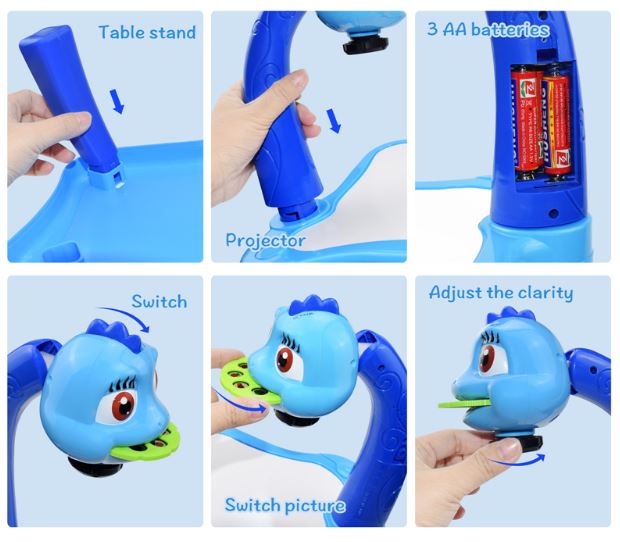 Table stand
Projector
3 AA batteries
Switch
Switch picture
Adjust the clarity